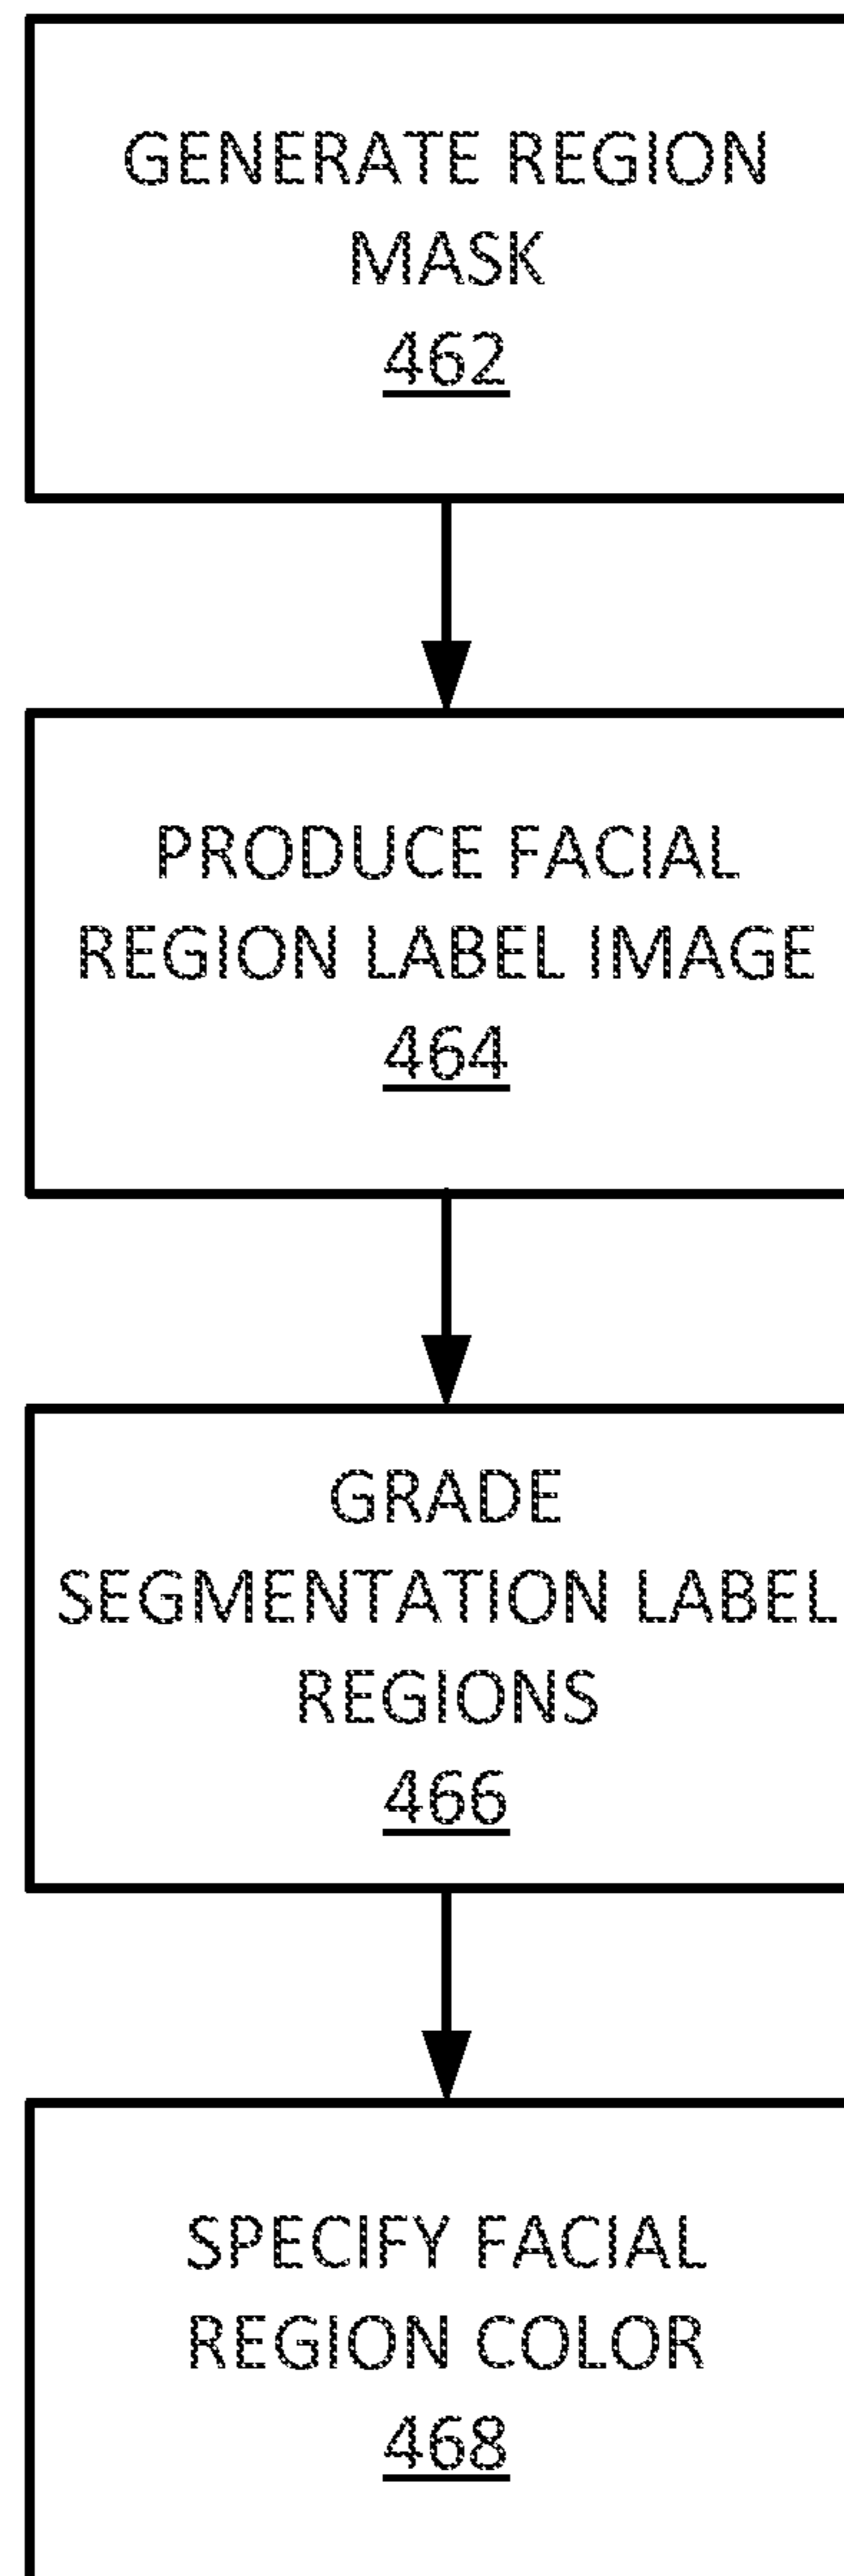 GENERATE REGION
MASK
462
PRODUCE FACIAL
REGION LABEL IMAGE
464
GRADE
SEGMENTATION LABEL
REGIONS
466
SPECIFY FACIAL
REGION COLOR
468